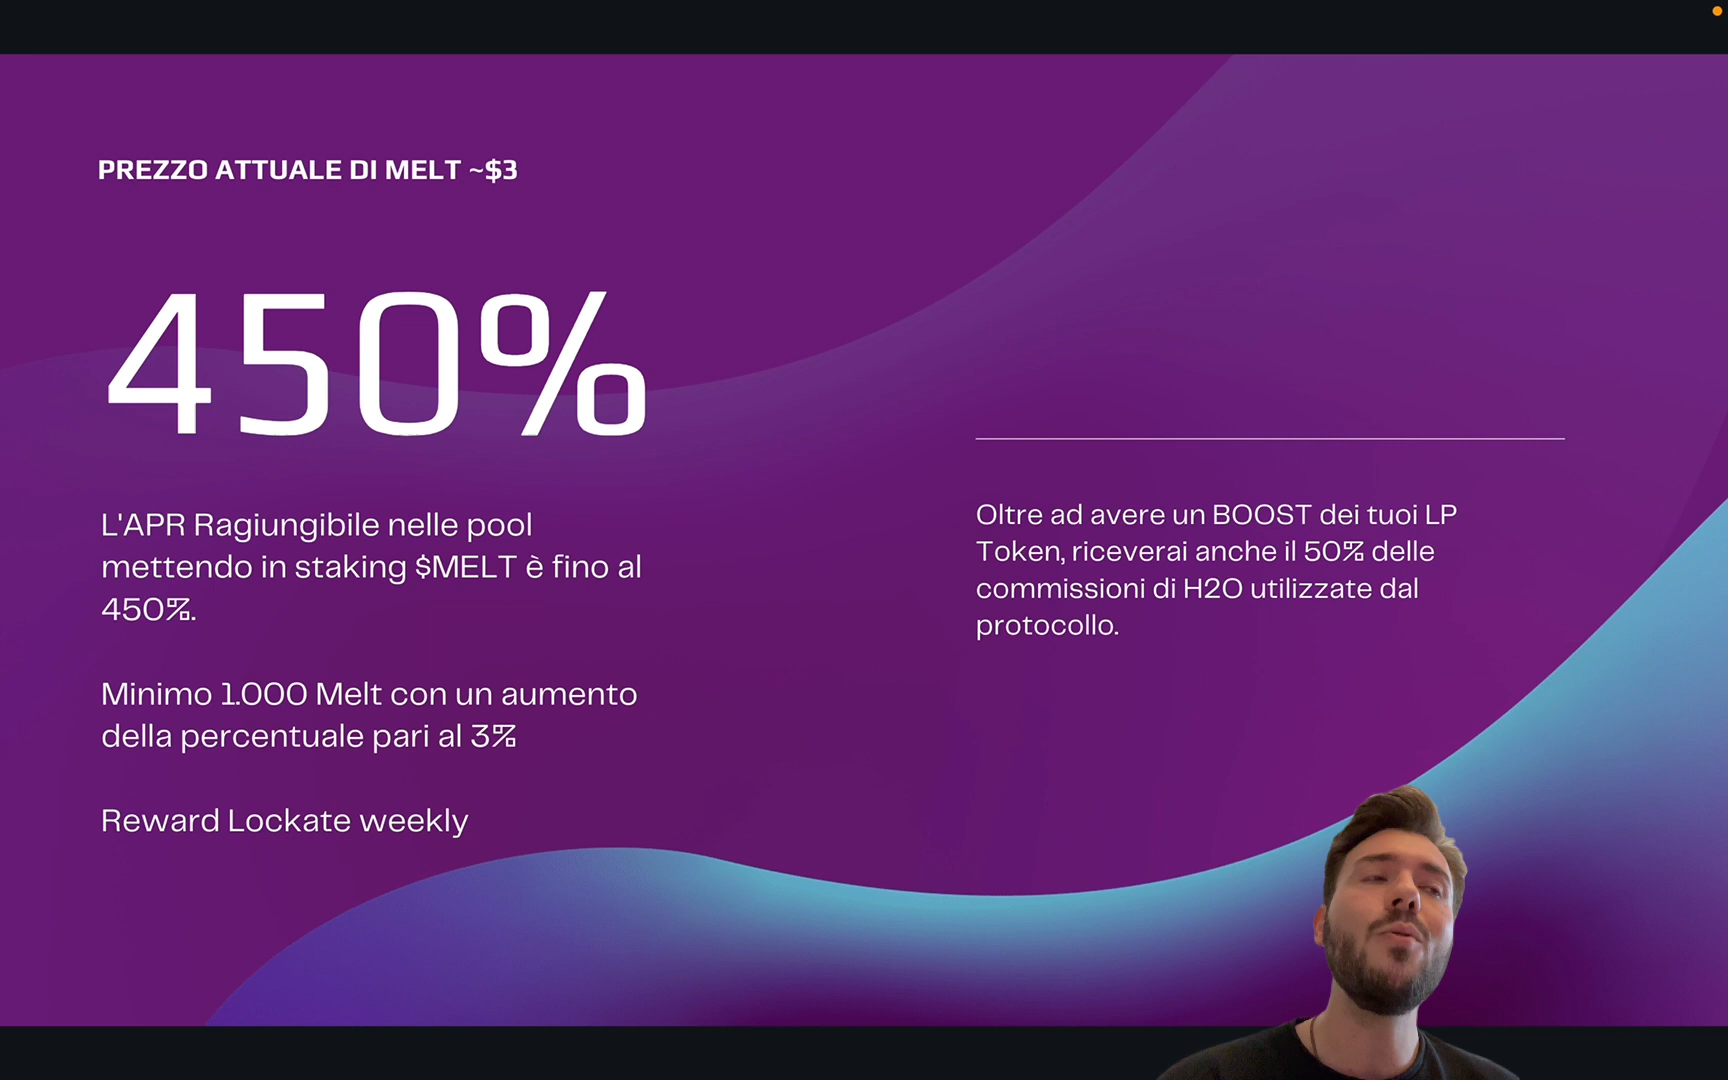 PREZZO ATTUALE DI MELT ~$3
450%
L'APR Ragiungibile nelle pool
mettendo in staking $MELT è fino al
450%.
Minimo 1.000 Melt con un aumento
della percentuale pari al 3%
Reward Lockate weekly
Oltre ad avere un BOOST dei tuoi LP
Token, riceverai anche il 50% delle
commissioni di H2O utilizzate dal
protocollo.